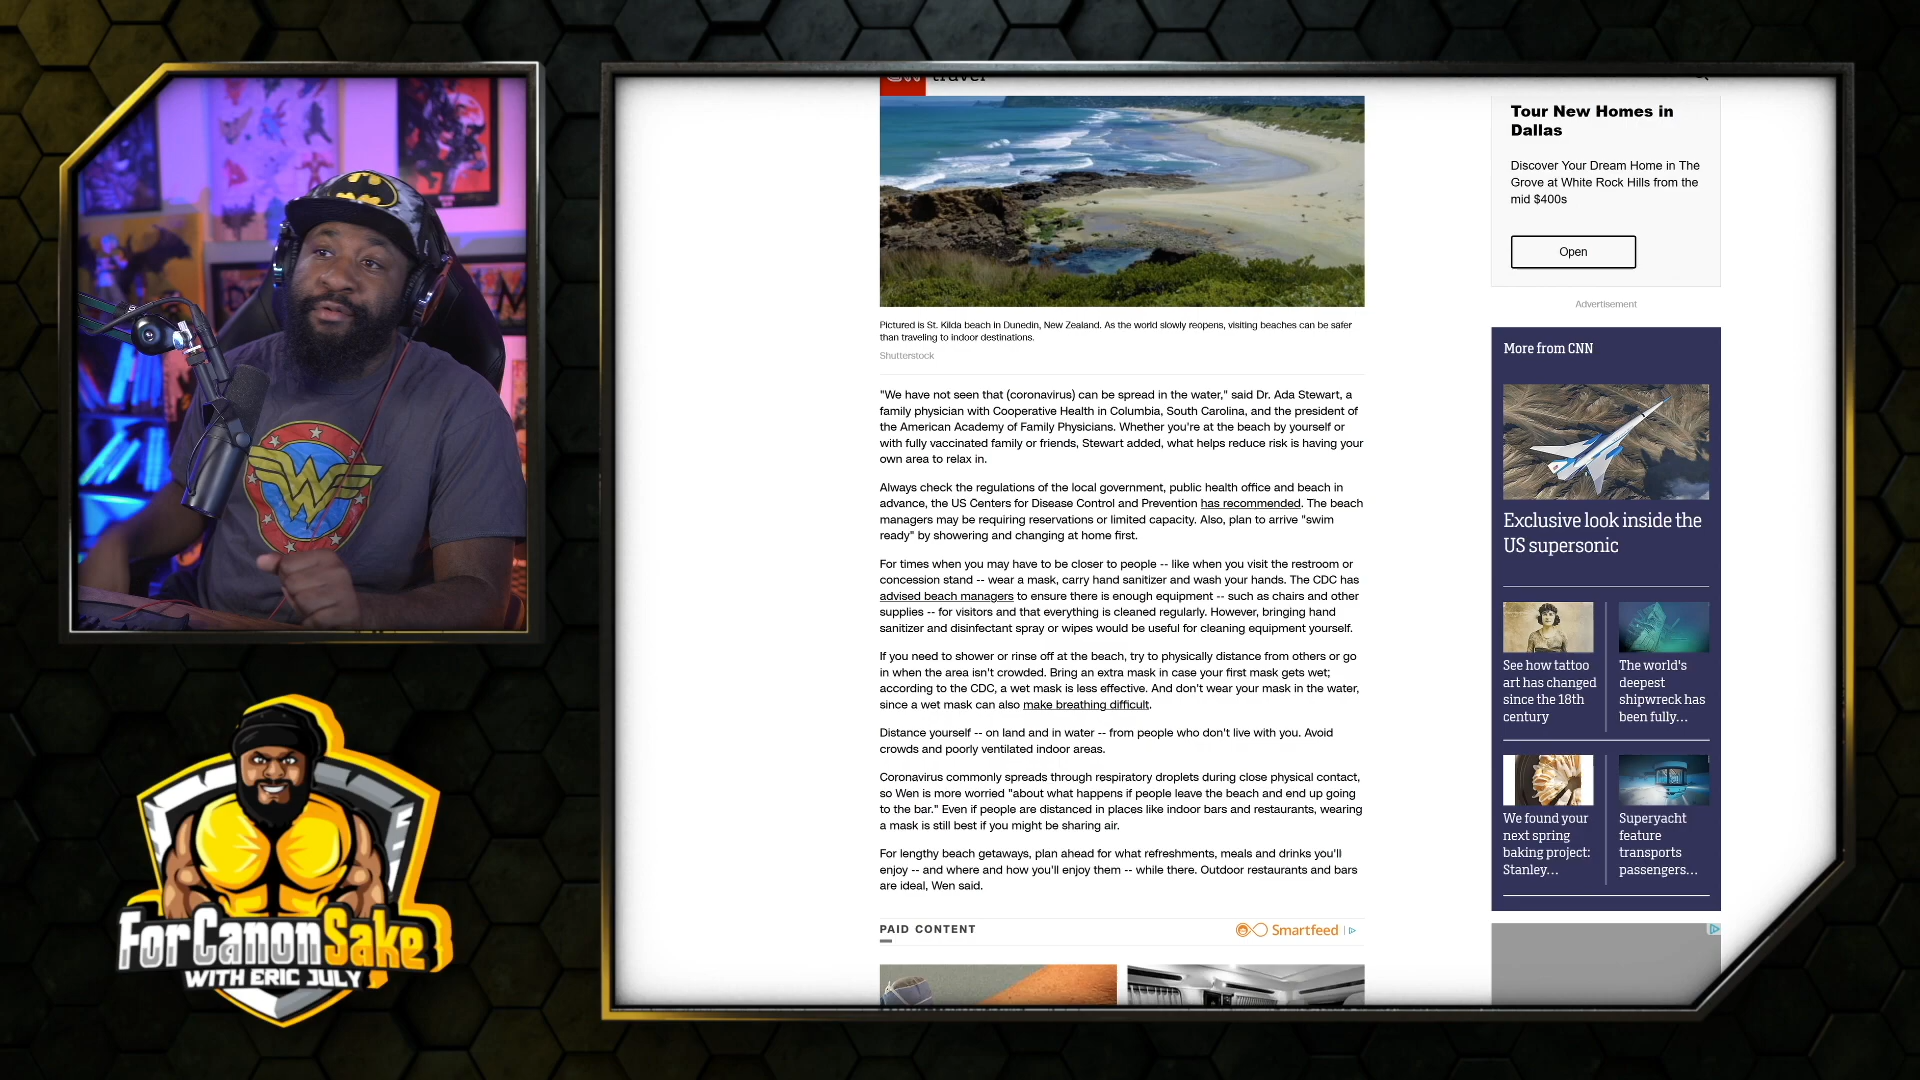 CNN travel
Pictured is St. Kilda beach in Dunedin, New Zealand. As the world slowly reopens, visiting beaches can be safer
than traveling to indoor destinations.
Shutterstock
"We have not seen that (coronavirus) can be spread in the water," said Dr. Ada Stewart, a
family physician with Cooperative Health in Columbia, South Carolina, and the president of
the American Academy of Family Physicians. Whether you're at the beach by yourself or
with fully vaccinated family or friends, Stewart added, what helps reduce risk is having your
own area to relax in.
Always check the regulations of the local government, public health office and beach in
advance, the US Centers for Disease Control and Prevention has recommended. The beach
managers may be requiring reservations or limited capacity. Also, plan to arrive "swim
ready" by showering and changing at home first.
For times when you may have to be closer to people -- like when you visit the restroom or
concession stand -- wear a mask, carry hand sanitizer and wash your hands. The CDC has
advised beach managers to ensure there is enough equipment -- such as chairs and other
supplies -- for visitors and that everything is cleaned regularly. However, bringing hand
sanitizer and disinfectant spray or wipes would be useful for cleaning equipment yourself.
If you need to shower or rinse off at the beach, try to physically distance from others or go
in when the area isn't crowded. Bring an extra mask in case your first mask gets wet;
according to the CDC, a wet mask is less effective. And don't wear your mask in the water,
since a wet mask can also make breathing difficult.
Distance yourself -- on land and in water -- from people who don't live with you. Avoid
crowds and poorly ventilated indoor areas.
Coronavirus commonly spreads through respiratory droplets during close physical contact,
so Wen is more worried "about what happens if people leave the beach and end up going
to the bar." Even if people are distanced in places like indoor bars and restaurants, wearing
a mask is still best if you might be sharing air.
For lengthy beach getaways, plan ahead for what refreshments, meals and drinks you'll
enjoy -- and where and how you'll enjoy them -- while there. Outdoor restaurants and bars
are ideal, Wen said.
PAID CONTENT
Smartfeed
Tour New Homes in
Dallas
Discover Your Dream Home in The
Grove at White Rock Hills from the
mid $400s
Open
Advertisement
More from CNN
Exclusive look inside the
US supersonic
See how tattoo
art has changed
since the 18th
century
The world's
deepest
shipwreck has
been fully...
We found your
next spring
baking project:
Stanley...
Superyacht
feature
transports
passengers...
W
ForCanonSake
WITH ERIC JULY